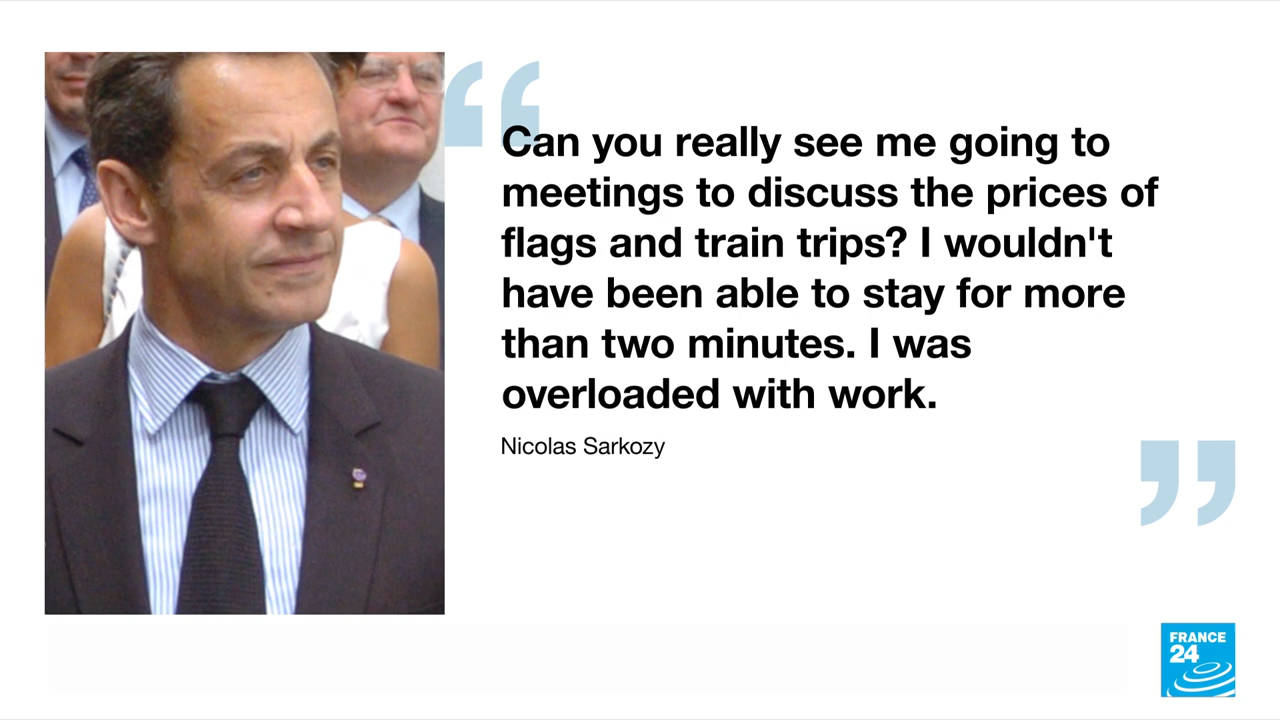 Can you really see me going to
meetings to discuss the prices of
flags and train trips? I wouldn't
have been able to stay for more
than two minutes. I was
overloaded with work.
Nicolas Sarkozy
FRANCE
24